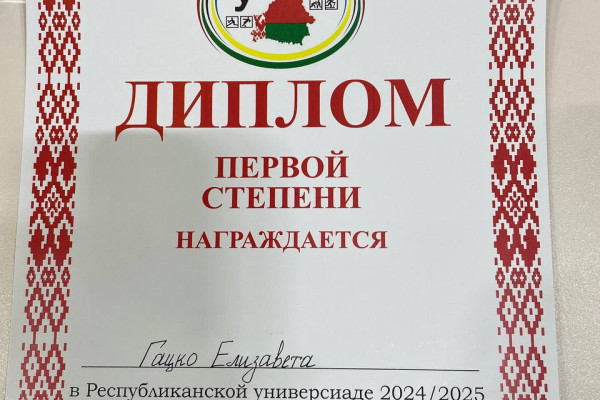 ДИПЛОМ
ПЕРВОЙ
СТЕПЕНИ
НАГРАЖДАЕТСЯ
Гацко Елизавета
в Республиканской универсиаде 2024/2025